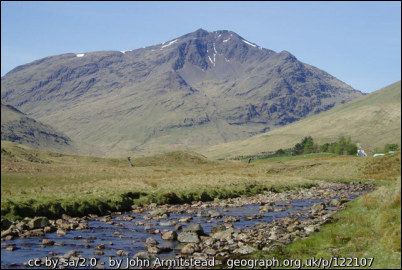 cc-by-sa/2.0 - by John Armitstead - geograph.org.uk/p/122107